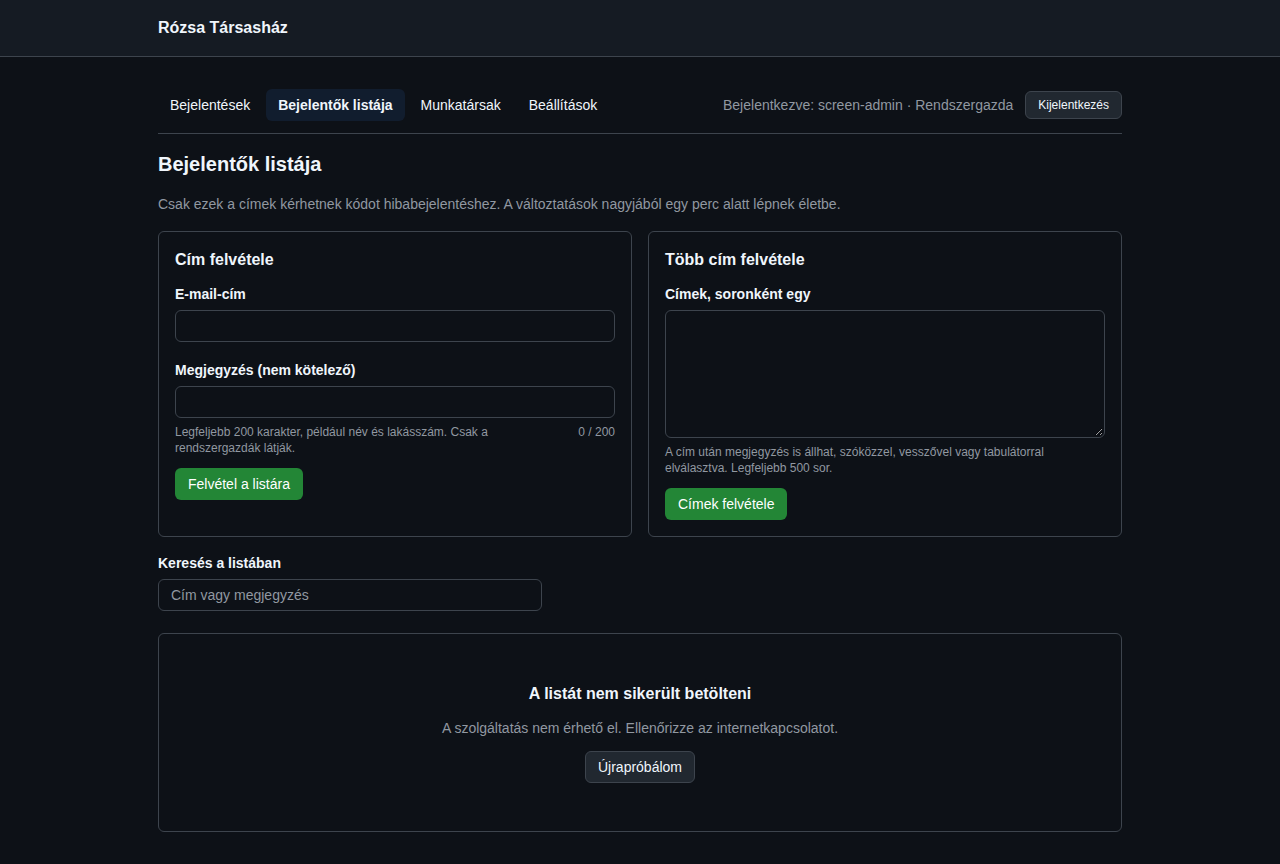 Rózsa Társasház
Bejelentések
Bejelentők listája
Munkatársak
Beállítások
Bejelentkezve: screen-admin · Rendszergazda
Kijelentkezés
Bejelentők listája
Csak ezek a címek kérhetnek kódot hibabejelentéshez. A változtatások nagyjából egy perc alatt lépnek életbe.
Cím felvétele
E-mail-cím
Megjegyzés (nem kötelező)
Legfeljebb 200 karakter, például név és lakásszám. Csak a
rendszergazdák látják.
0 / 200
Felvétel a listára
Több cím felvétele
Címek, soronként egy
A cím után megjegyzés is állhat, szóközzel, vesszővel vagy tabulátorral
elválasztva. Legfeljebb 500 sor.
Címek felvétele
Keresés a listában
Cím vagy megjegyzés
A listát nem sikerült betölteni
A szolgáltatás nem érhető el. Ellenőrizze az internetkapcsolatot.
Újrapróbálom